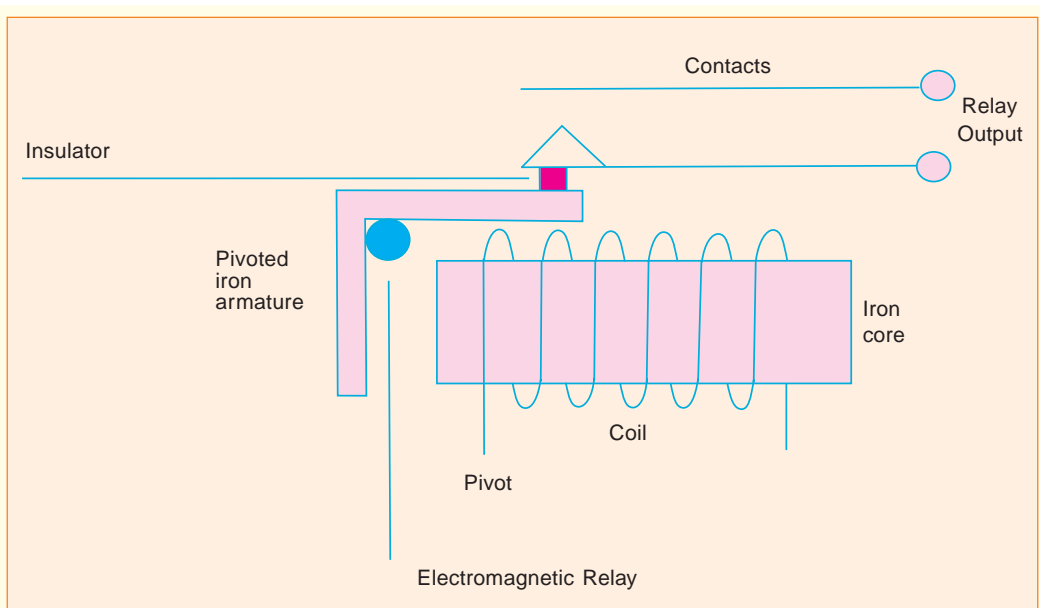 Contacts
Relay
Output
Insulator
Pivoted
iron
armature
Iron
core
Coil
Pivot
Electromagnetic Relay